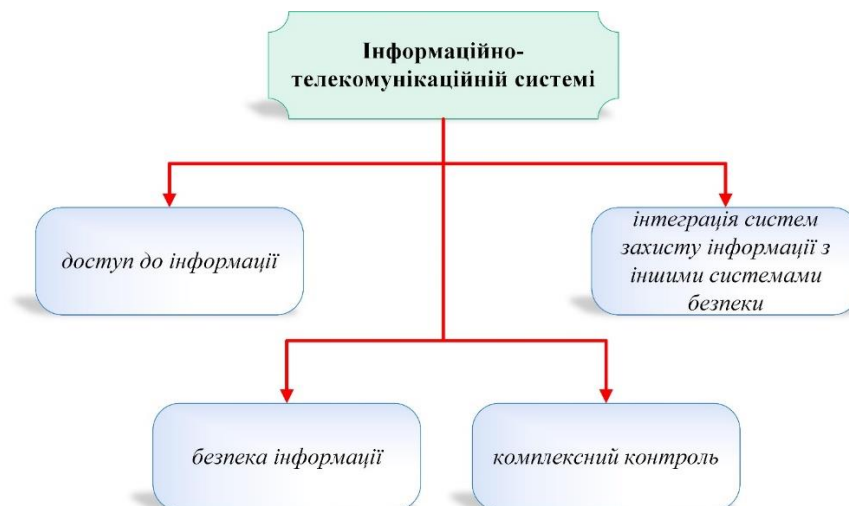 Інформаційно-
телекомунікаційній системі
доступ до інформації
інтеграція систем
захисту інформації з
іншими системами
безпеки
безпека інформації
комплексний контроль